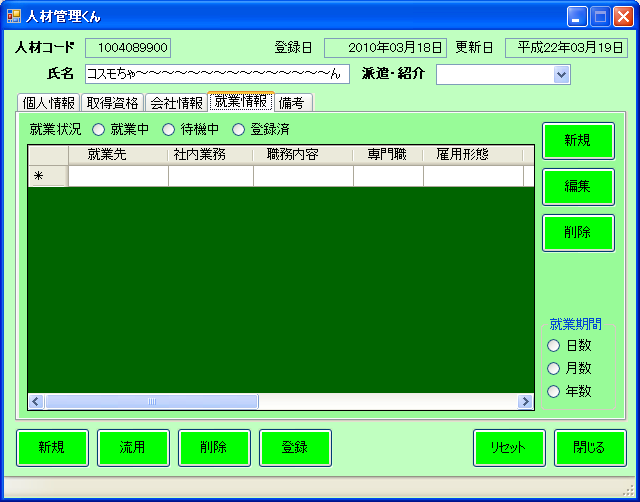 人材管理くん
人材コード 1004089900 登録日 2010年03月18日 更新日 平成22年03月19日
氏名 コスモちゃ~~~~~~~~~~~~~~~ん 派遣・紹介
個人情報 取得資格 会社情報 就業情報 備考
就業状況 就業中 待機中 登録済
新規
就業先 社内業務 職務内容 専門職 雇用形態
*
編集
削除
就業期間
日数
月数
年数
新規 流用 削除 登録 リセット 閉じる